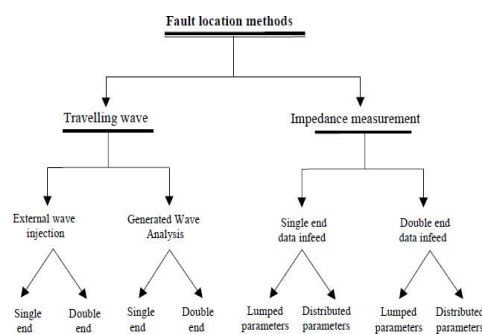 Fault location methods
Travelling wave
Impedance measurement
External wave
injection
Generated Wave
Analysis
Single end
data infeed
Double end
data infeed
Single
end
Double
end
Single
end
Double
end
Lumped
parameters
Distributed
parameters
Lumped
parameters
Distributed
parameters